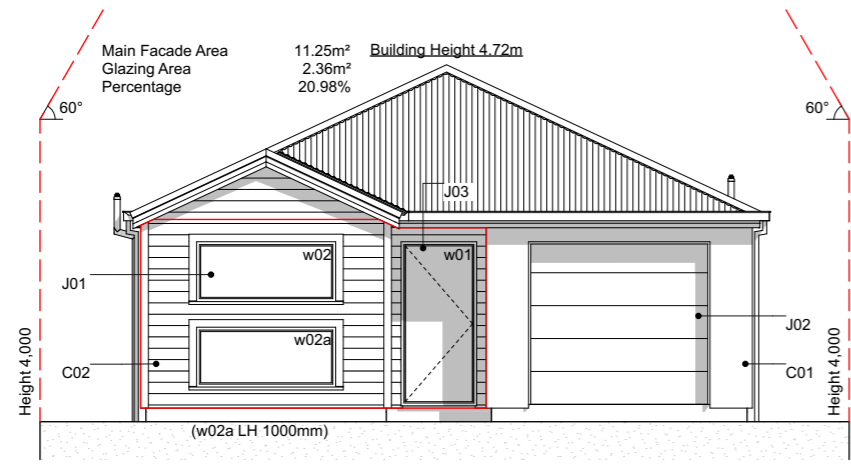 Main Facade Area 11.25m² Building Height 4.72m
Glazing Area 2.36m²
Percentage 20.98%
60° 60°
J03
w02 w01
J01
J02
w02a
C02 C01
Height 4,000 Height 4,000
(w02a LH 1000mm)